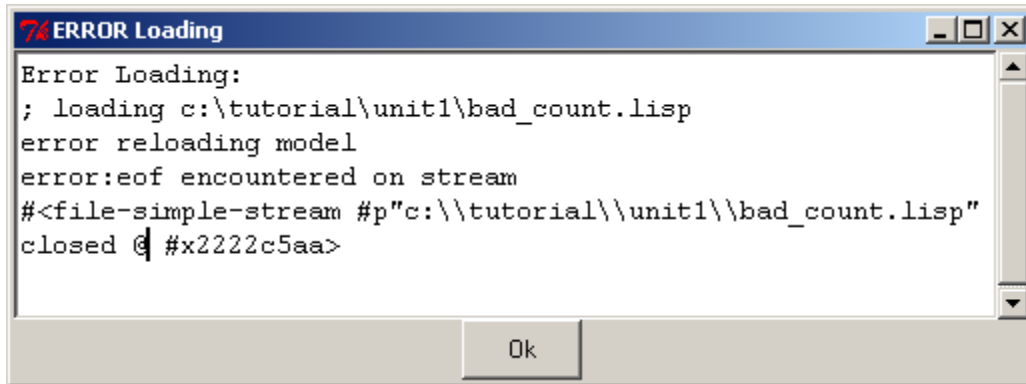 ERROR Loading
Error Loading:
; loading c:\tutorial\unit1\bad_count.lisp
error reloading model
error:eof encountered on stream
#<file-simple-stream #p"c:\\tutorial\\unit1\\bad_count.lisp"
closed @ #x2222c5aa>
Ok